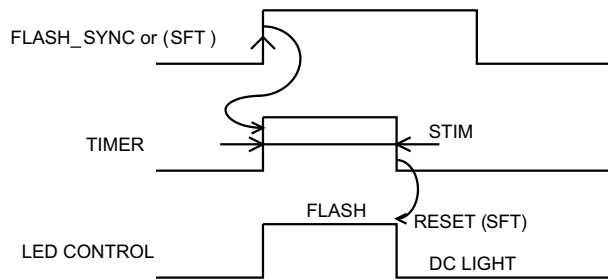 FLASH_SYNC or (SFT )
TIMER
STIM
FLASH
RESET (SFT)
LED CONTROL
DC LIGHT